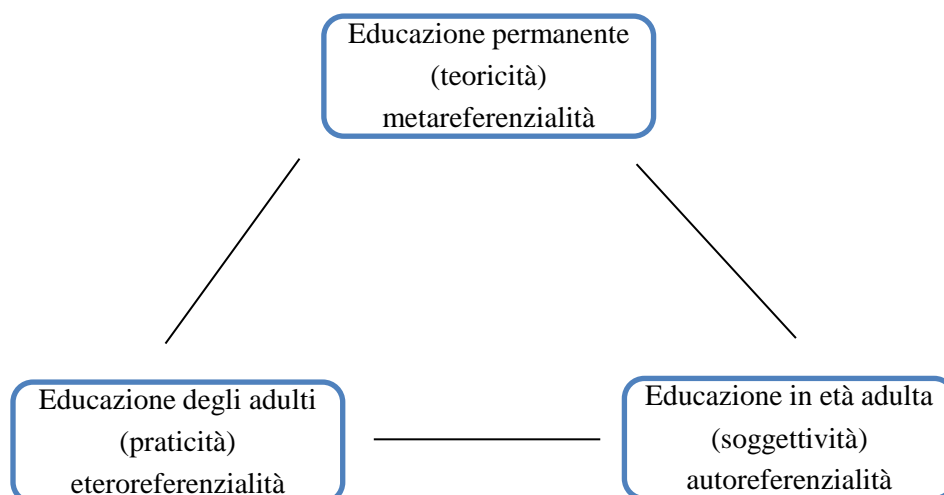 Educazione permanente
(teoricità)
metareferenzialità
Educazione degli adulti
(praticità)
eteroreferenzialità
Educazione in età adulta
(soggettività)
autoreferenzialità